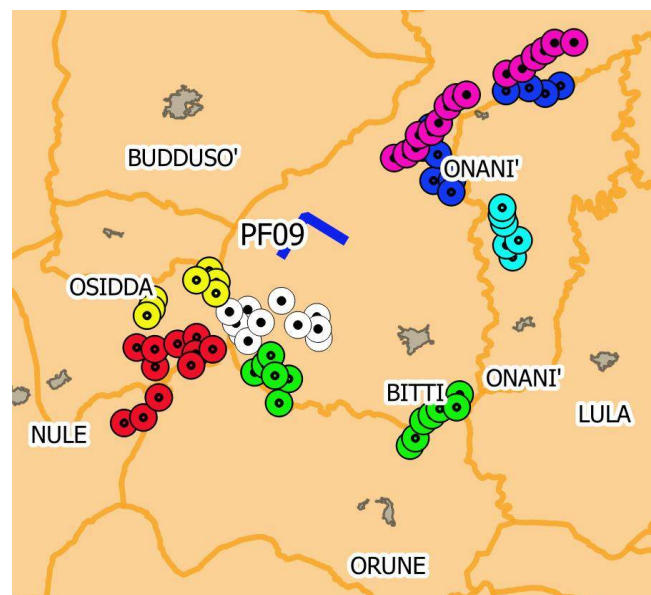 BUDDUSO'
ONANI'
PF09
OSIDDA
ONANI'
BITTI
LULA
NULE
ORUNE